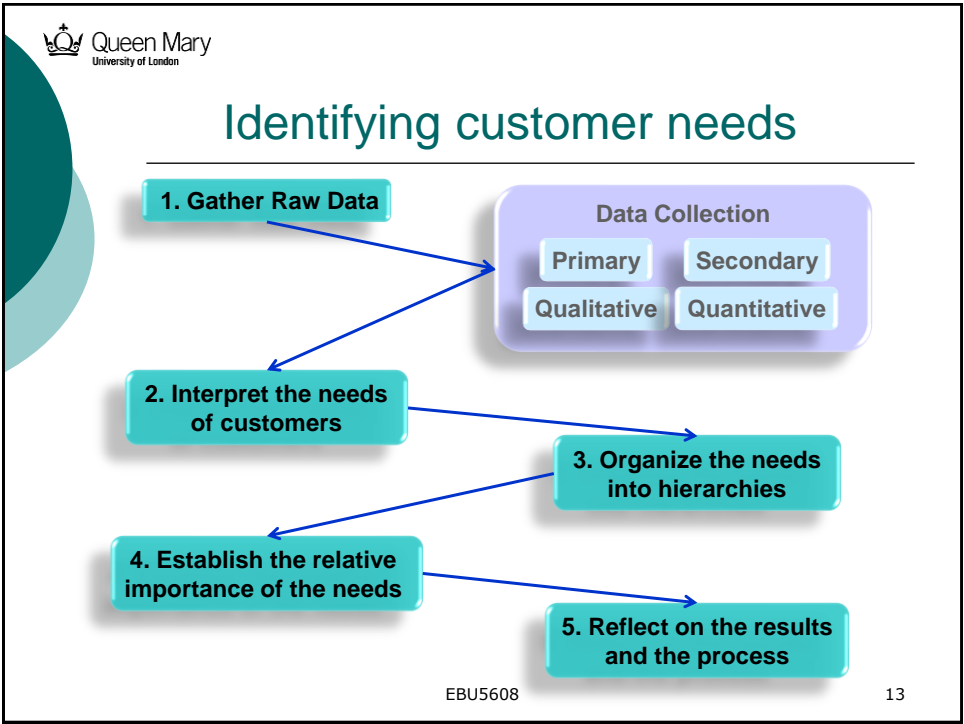 Queen Mary
University of London
Identifying customer needs
1. Gather Raw Data
Data Collection
Primary
Secondary
Qualitative
Quantitative
2. Interpret the needs
of customers
3. Organize the needs
into hierarchies
4. Establish the relative
importance of the needs
5. Reflect on the results
and the process
EBU5608
13